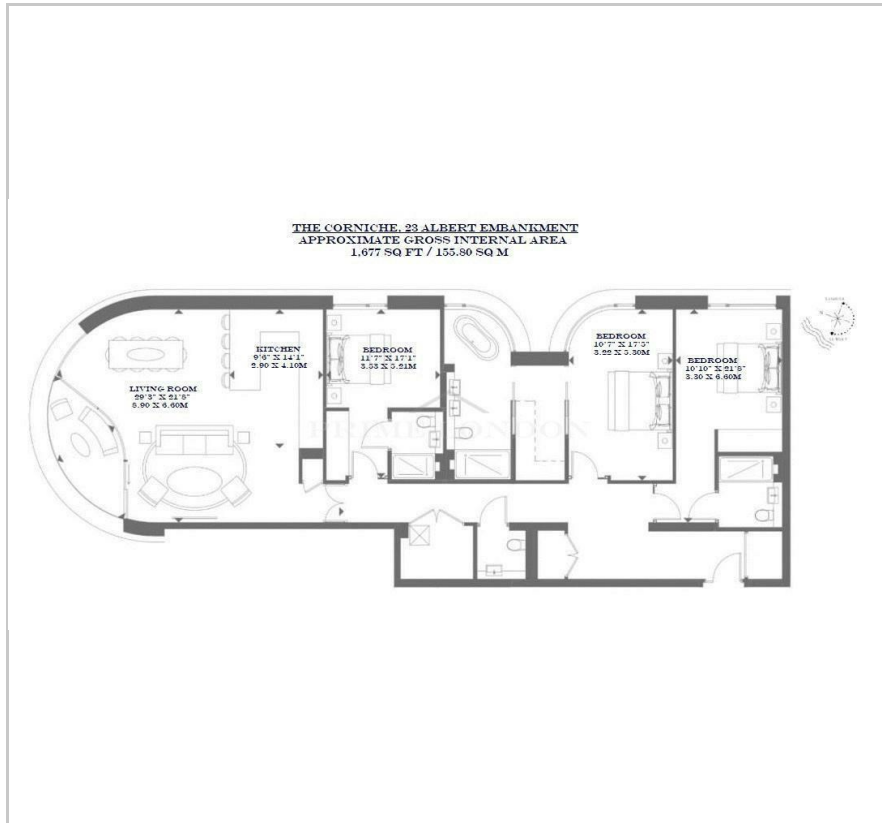 THE CORNICHE, 23 ALBERT EMBANKMENT
APPROXIMATE GROSS INTERNAL AREA
1,677 SQ FT / 155.80 SQ M
KITCHEN
9'6" X 14'1"
2.90 X 4.10M
LIVING ROOM
29'3" X 21'8"
8.90 X 6.60M
BEDROOM
11'7" X 17'1"
3.53 X 5.21M
BEDROOM
10'7" X 17'5"
3.22 X 5.30M
BEDROOM
10'10" X 21'8"
3.30 X 6.60M
PRIME LONDON
N